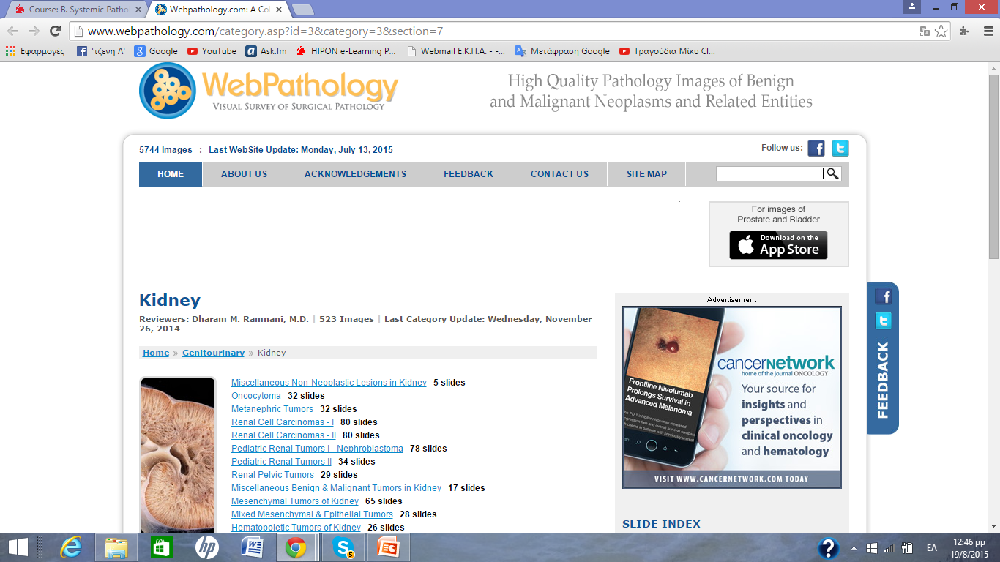 Course: B. Systemic Patho
Webpathology.com: A Col
www.webpathology.com/category.asp?id=3&category=3&section=7
Εφαρμογές
'τζενη Λ'
Google
YouTube
Ask.fm
HIPON e-Learning P...
Webmail Ε.Κ.Π.Α. - -...
Μετάφραση Google
Τραγούδια Μίκυ Cl...
WebPathology
VISUAL SURVEY OF SURGICAL PATHOLOGY
High Quality Pathology Images of Benign
and Malignant Neoplasms and Related Entities
5744 Images : Last WebSite Update: Monday, July 13, 2015
Follow us:
HOME ABOUT US ACKNOWLEDGEMENTS FEEDBACK CONTACT US SITE MAP
For images of
Prostate and Bladder
Download on the
App Store
Kidney
Reviewers: Dharam M. Ramnani, M.D. | 523 Images | Last Category Update: Wednesday, November
26, 2014
Home » Genitourinary » Kidney
Miscellaneous Non-Neoplastic Lesions in Kidney 5 slides
Oncocytoma 32 slides
Metanephric Tumors 32 slides
Renal Cell Carcinomas - I 80 slides
Renal Cell Carcinomas - II 80 slides
Pediatric Renal Tumors I - Nephroblastoma 78 slides
Pediatric Renal Tumors II 34 slides
Renal Pelvic Tumors 29 slides
Miscellaneous Benign & Malignant Tumors in Kidney 17 slides
Mesenchymal Tumors of Kidney 65 slides
Mixed Mesenchymal & Epithelial Tumors 28 slides
Hematopoietic Tumors of Kidney 26 slides
Advertisement
Frontline Nivolumab
Prolongs Survival in
Advanced Melanoma
cancerNETWORK
home of the journal ONCOLOGY
Your source for
insights and
perspectives in
clinical oncology
and hematology
VISIT WWW.CANCERNETWORK.COM TODAY
SLIDE INDEX
FEEDBACK
5
ΕΛ
12:46 μμ
19/8/2015